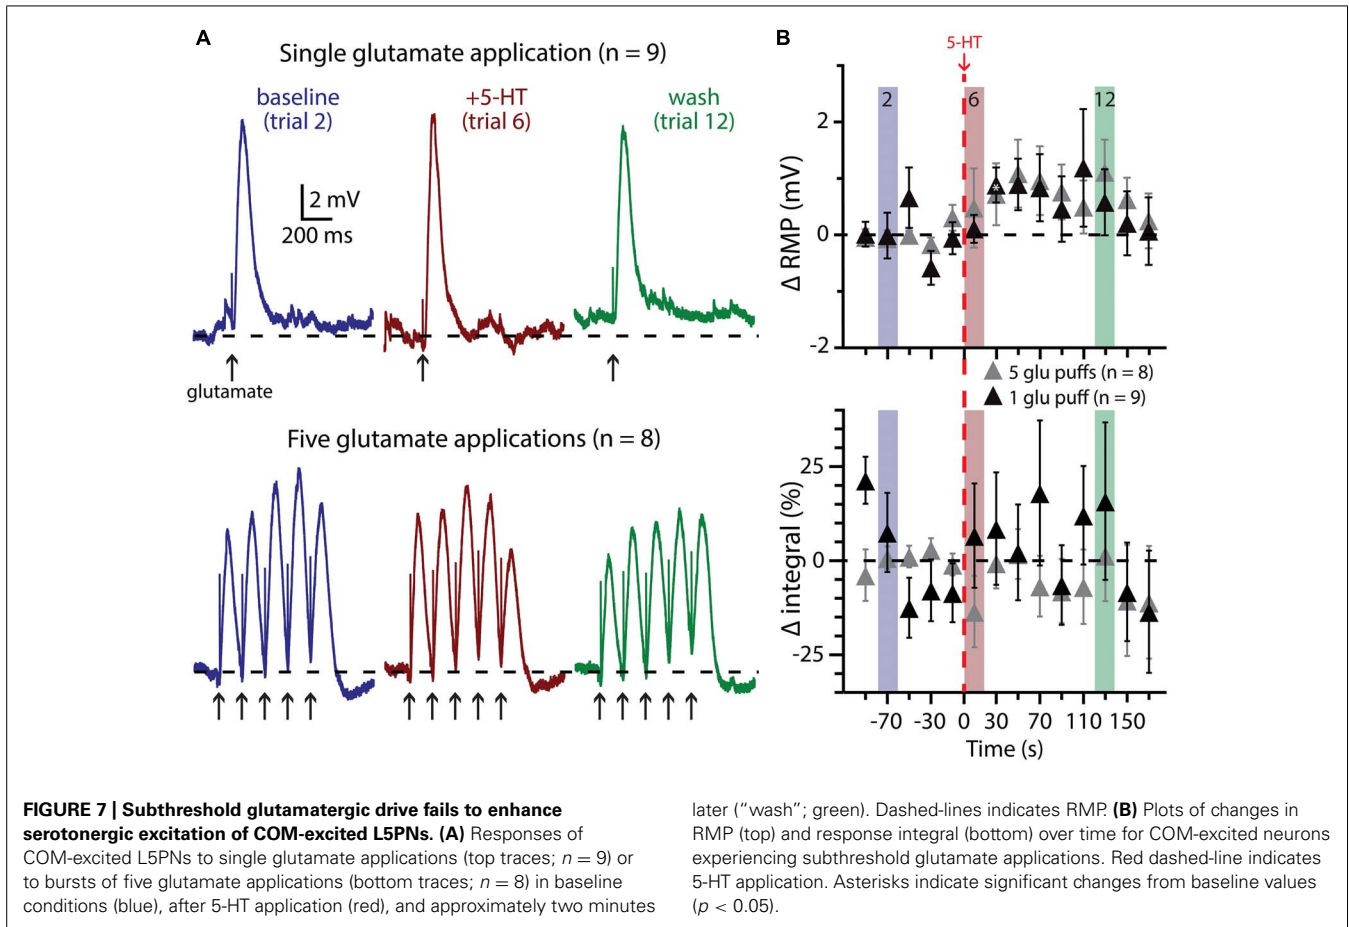 A
Single glutamate application (n = 9)
baseline
(trial 2)
+5-HT
(trial 6)
wash
(trial 12)
2 mV
200 ms
glutamate
Five glutamate applications (n = 8)
B
5-HT
2
6
12
2
0
-2
Δ RMP (mV)
5 glu puffs (n = 8)
1 glu puff (n = 9)
25
0
-25
Δ integral (%)
-70 -30 0 30 70 110 150
Time (s)
FIGURE 7 | Subthreshold glutamatergic drive fails to enhance
serotonergic excitation of COM-excited L5PNs. (A) Responses of
COM-excited L5PNs to single glutamate applications (top traces; n = 9) or
to bursts of five glutamate applications (bottom traces; n = 8) in baseline
conditions (blue), after 5-HT application (red), and approximately two minutes
later (“wash”; green). Dashed-lines indicates RMP. (B) Plots of changes in
RMP (top) and response integral (bottom) over time for COM-excited neurons
experiencing subthreshold glutamate applications. Red dashed-line indicates
5-HT application. Asterisks indicate significant changes from baseline values
(p < 0.05).